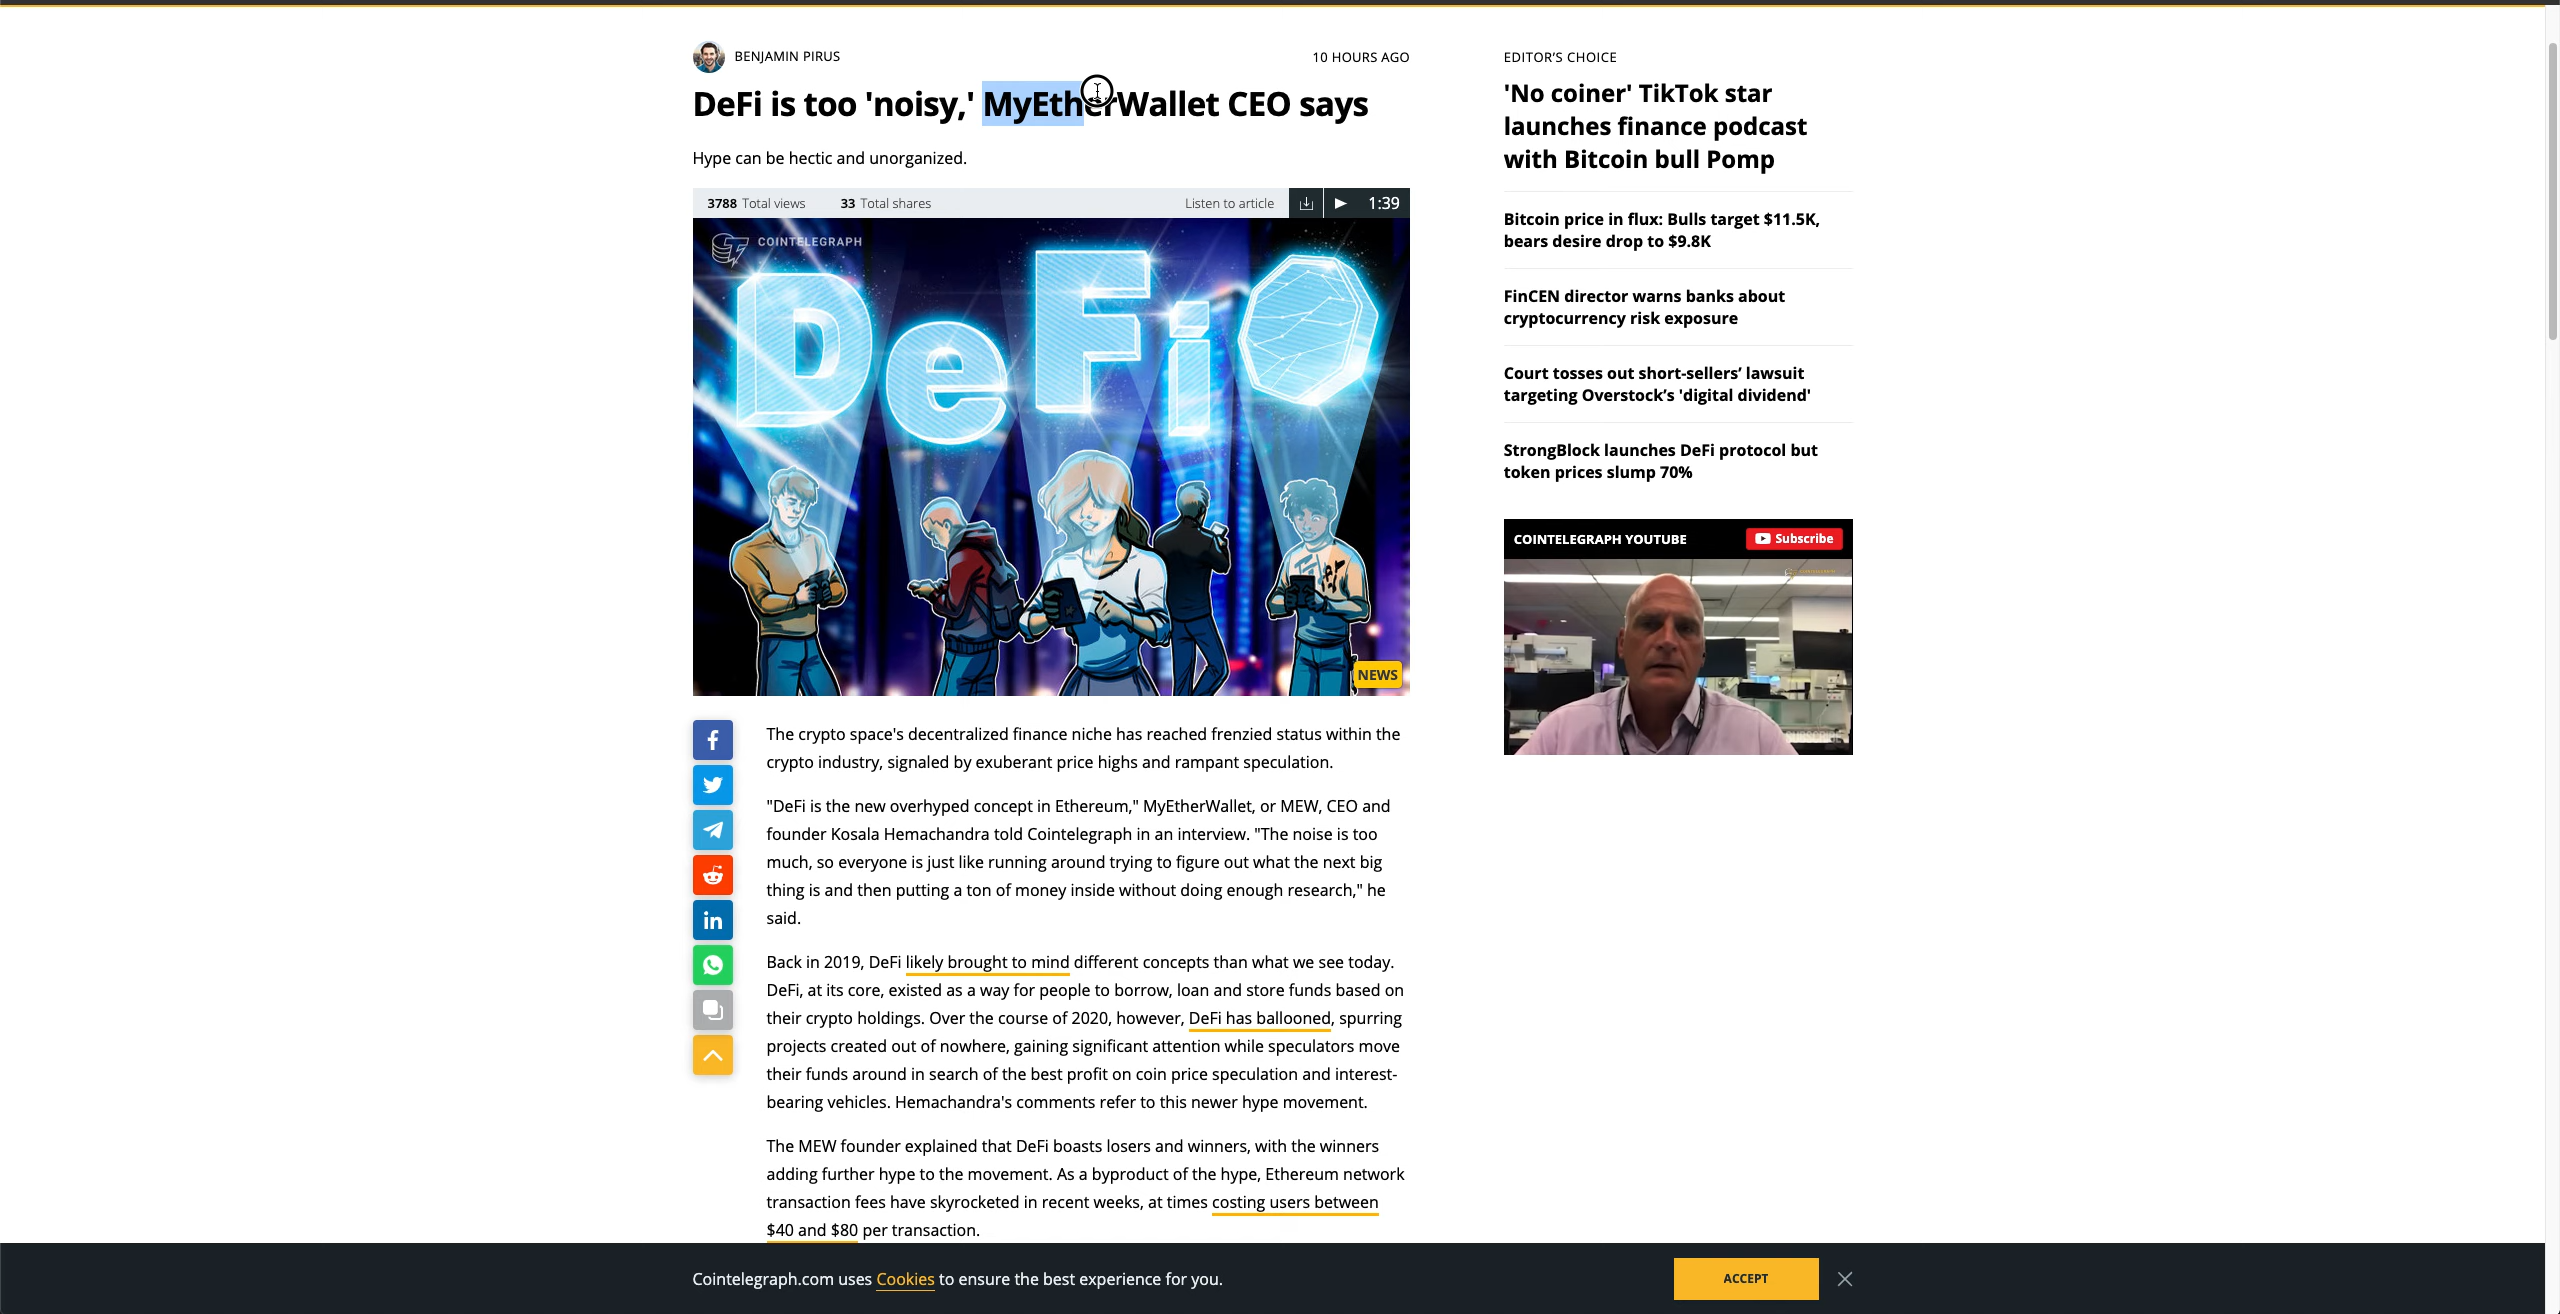 BENJAMIN PIRUS
10 HOURS AGO
DeFi is too 'noisy,' MyEtherWallet CEO says
Hype can be hectic and unorganized.
3788 Total views
33 Total shares
Listen to article
1:39
COINTELEGRAPH
DeFi
NEWS
The crypto space's decentralized finance niche has reached frenzied status within the
crypto industry, signaled by exuberant price highs and rampant speculation.
"DeFi is the new overhyped concept in Ethereum," MyEtherWallet, or MEW, CEO and
founder Kosala Hemachandra told Cointelegraph in an interview. "The noise is too
much, so everyone is just like running around trying to figure out what the next big
thing is and then putting a ton of money inside without doing enough research," he
said.
Back in 2019, DeFi likely brought to mind different concepts than what we see today.
DeFi, at its core, existed as a way for people to borrow, loan and store funds based on
their crypto holdings. Over the course of 2020, however, DeFi has ballooned, spurring
projects created out of nowhere, gaining significant attention while speculators move
their funds around in search of the best profit on coin price speculation and interest-
bearing vehicles. Hemachandra's comments refer to this newer hype movement.
The MEW founder explained that DeFi boasts losers and winners, with the winners
adding further hype to the movement. As a byproduct of the hype, Ethereum network
transaction fees have skyrocketed in recent weeks, at times costing users between
$40 and $80 per transaction.
EDITOR'S CHOICE
'No coiner' TikTok star
launches finance podcast
with Bitcoin bull Pomp
Bitcoin price in flux: Bulls target $11.5K,
bears desire drop to $9.8K
FinCEN director warns banks about
cryptocurrency risk exposure
Court tosses out short-sellers’ lawsuit
targeting Overstock’s 'digital dividend'
StrongBlock launches DeFi protocol but
token prices slump 70%
COINTELEGRAPH YOUTUBE
Subscribe
Cointelegraph.com uses Cookies to ensure the best experience for you.
ACCEPT